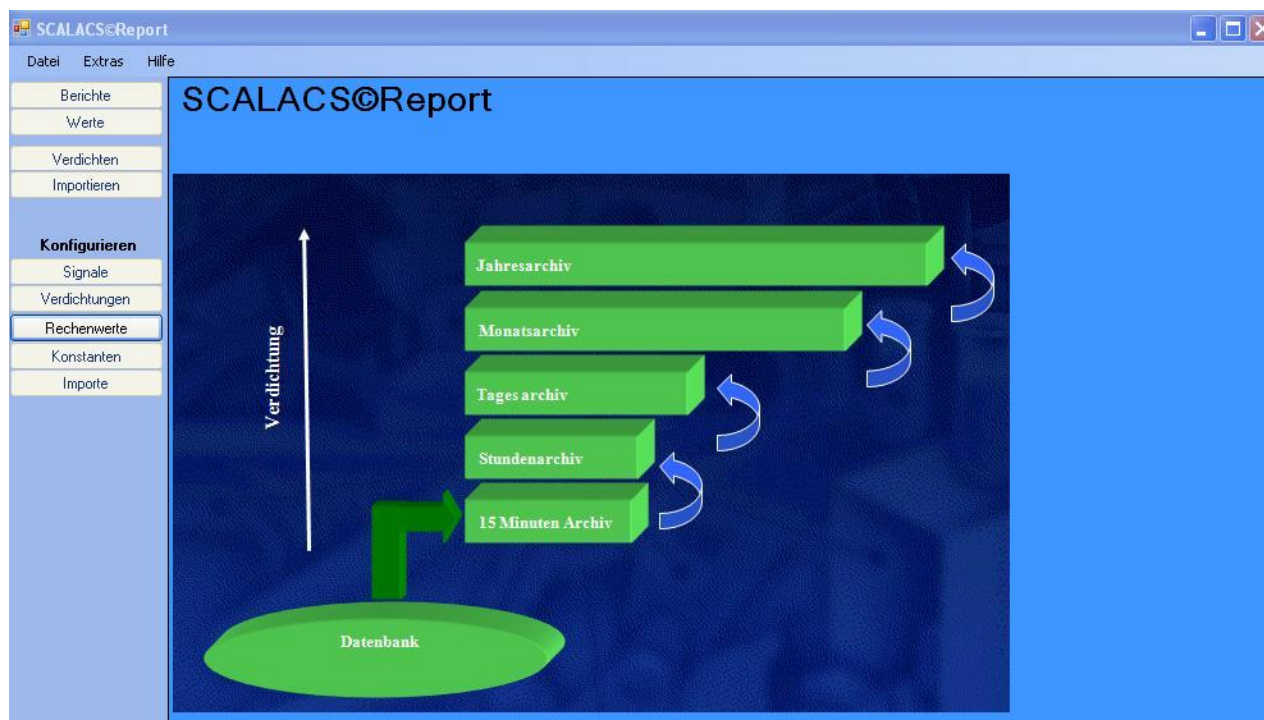 SCALACS©Report
Datei Extras Hilfe
Berichte
Werte
Verdichten
Importieren
Konfigurieren
Signale
Verdichtungen
Rechenwerte
Konstanten
Importe
SCALACS©Report
Verdichtung
Jahresarchiv
Monatsarchiv
Tages archiv
Stundenarchiv
15 Minuten Archiv
Datenbank